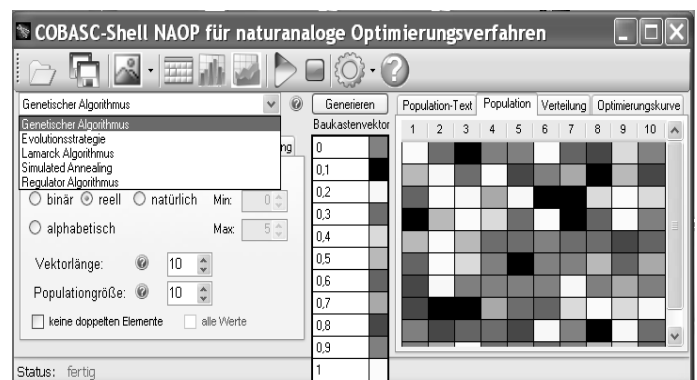 COBASC-Shell NAOP für naturanaloge Optimierungsverfahren
Genetischer Algorithmus
Genetischer Algorithmus
Evolutionsstrategie
Lamarck Algorithmus
Simulated Annealing
Regulator Algorithmus
ng
binär reell natürlich Min: 0
alphabetisch Max: 5
Vektorlänge: 10
Populationgröße: 10
keine doppelten Elemente alle Werte
Status: fertig
Generieren
Baukastenvektor
0
0,1
0,2
0,3
0,4
0,5
0,6
0,7
0,8
0,9
1
Population-Text Population Verteilung Optimierungskurve
1 2 3 4 5 6 7 8 9 10